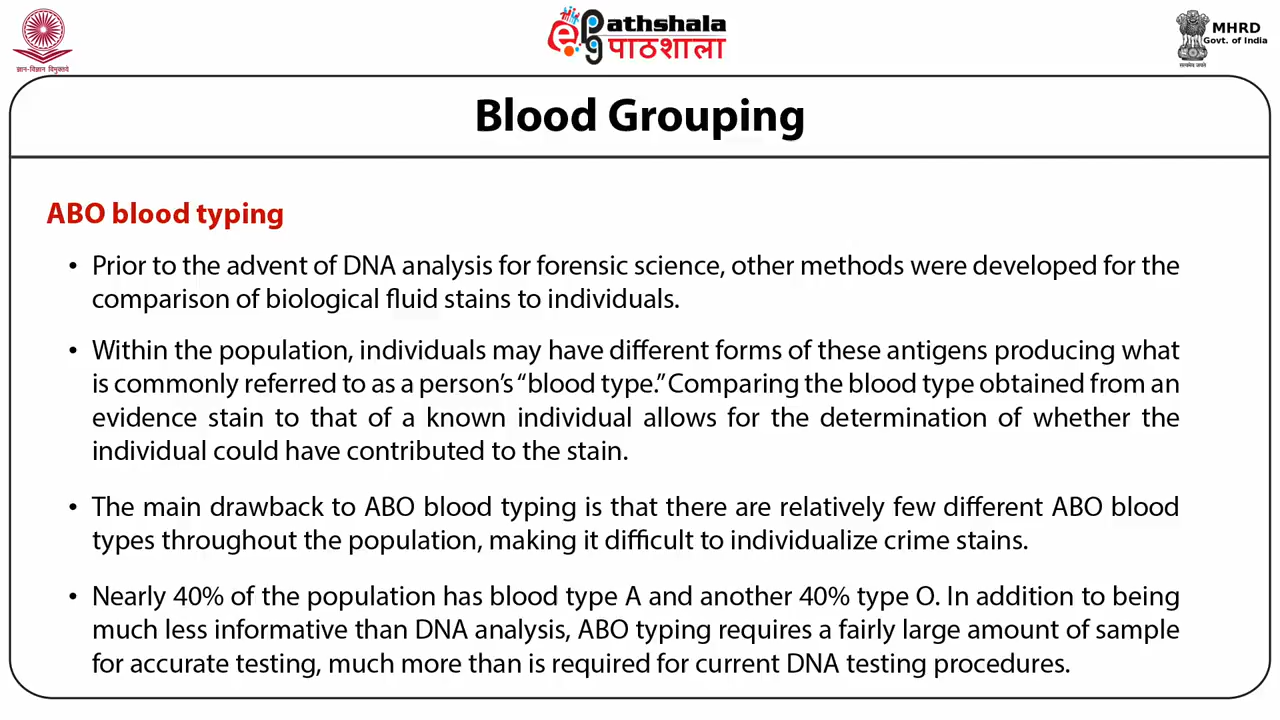 ज्ञान-विज्ञान विमुक्तये
epg
athshala
पाठशाला
MHRD
Govt. of India
सत्यमेव जयते
Blood Grouping
ABO blood typing
• Prior to the advent of DNA analysis for forensic science, other methods were developed for the
comparison of biological fluid stains to individuals.
• Within the population, individuals may have different forms of these antigens producing what
is commonly referred to as a person’s “blood type.” Comparing the blood type obtained from an
evidence stain to that of a known individual allows for the determination of whether the
individual could have contributed to the stain.
• The main drawback to ABO blood typing is that there are relatively few different ABO blood
types throughout the population, making it difficult to individualize crime stains.
• Nearly 40% of the population has blood type A and another 40% type O. In addition to being
much less informative than DNA analysis, ABO typing requires a fairly large amount of sample
for accurate testing, much more than is required for current DNA testing procedures.